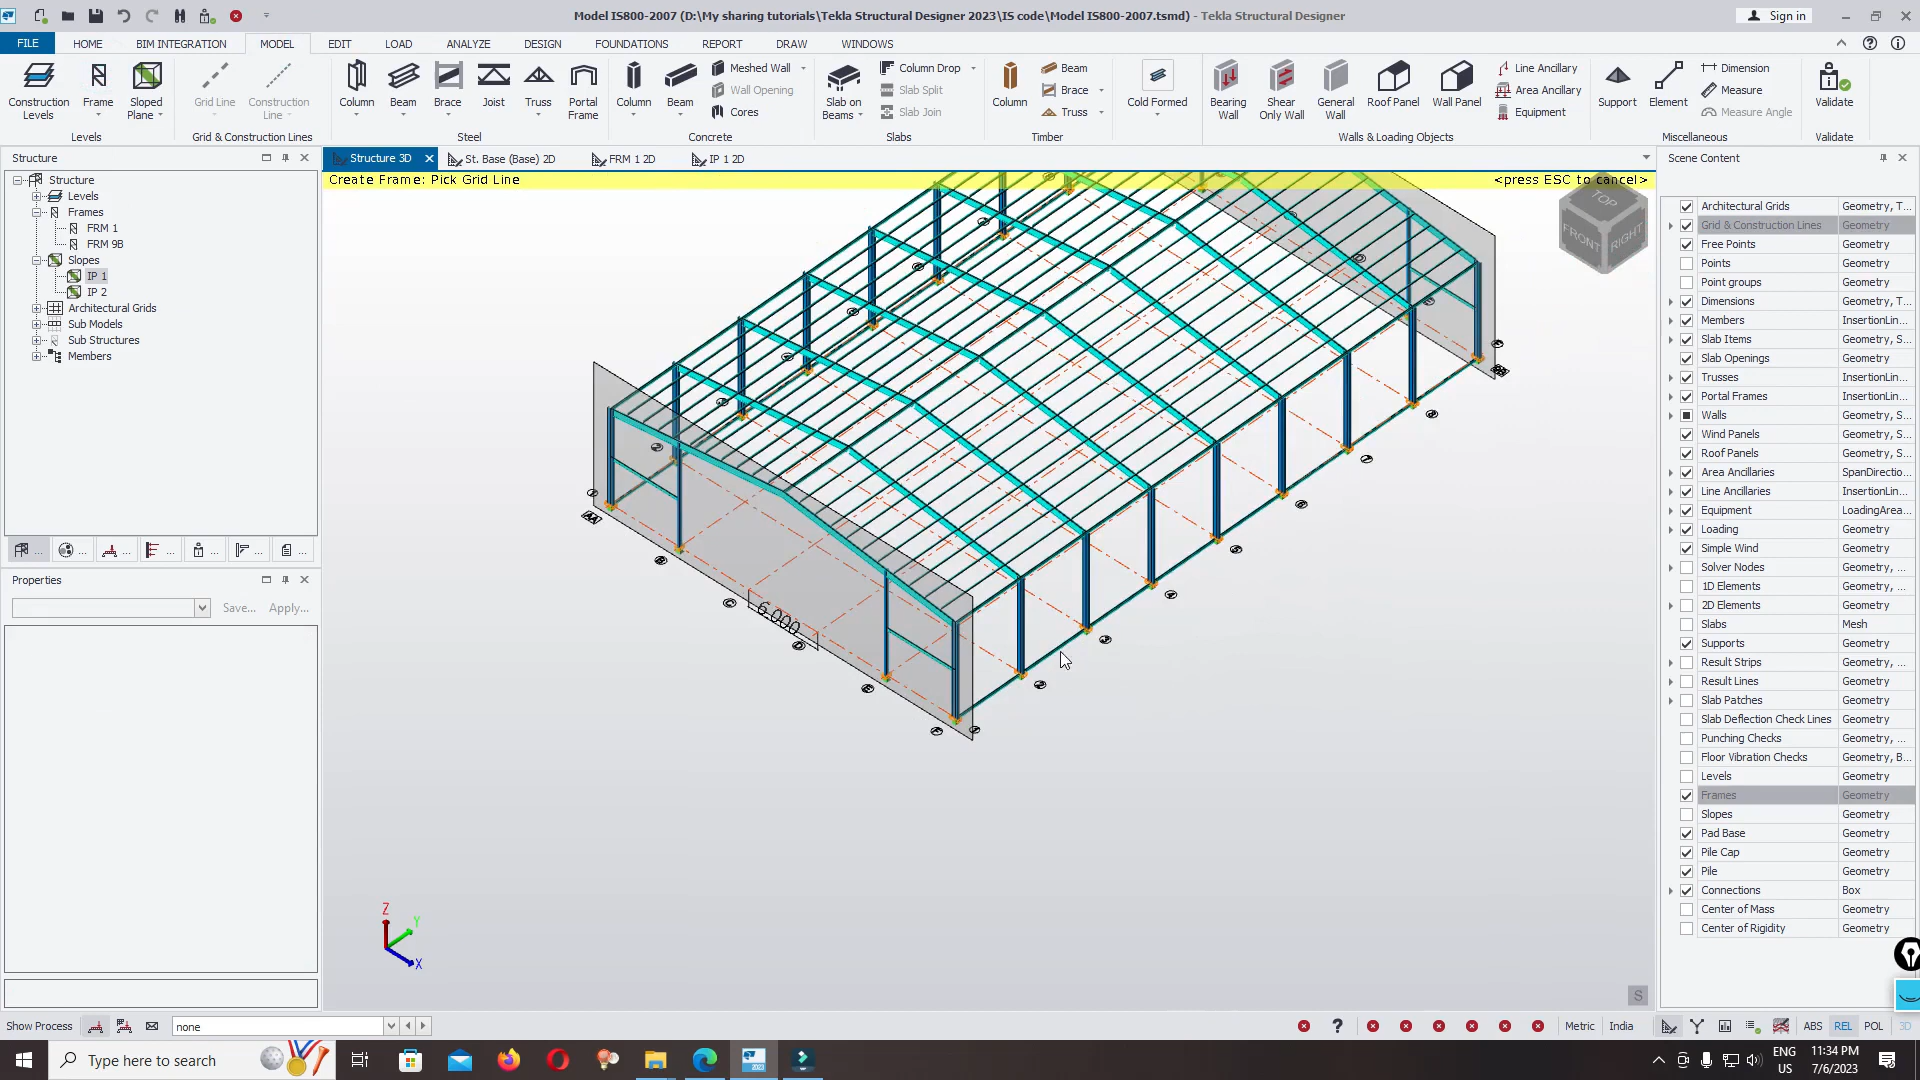 Model IS800-2007 (D:\My sharing tutorials\Tekla Structural Designer 2023\IS code\Model IS800-2007.tsmd) - Tekla Structural Designer
Sign in
FILE HOME BIM INTEGRATION MODEL EDIT LOAD ANALYZE DESIGN FOUNDATIONS REPORT DRAW WINDOWS
Construction Levels
Frame
Sloped Plane
Levels
Grid Line
Construction Line
Grid & Construction Lines
Column
Beam
Brace
Joist
Truss
Portal Frame
Steel
Column
Beam
Meshed Wall
Wall Opening
Cores
Concrete
Slab on Beams
Column Drop
Slab Split
Slab Join
Slabs
Column
Beam
Brace
Truss
Timber
Cold Formed
Bearing Wall
Shear Only Wall
General Wall
Roof Panel
Wall Panel
Line Ancillary
Area Ancillary
Equipment
Walls & Loading Objects
Support
Element
Dimension
Measure
Measure Angle
Miscellaneous
Validate
Validate
Structure
Structure
Levels
Frames
FRM 1
FRM 9B
Slopes
IP 1
IP 2
Architectural Grids
Sub Models
Sub Structures
Members
Properties
Save... Apply...
Structure 3D
St. Base (Base) 2D
FRM 1 2D
IP 1 2D
Create Frame: Pick Grid Line
<press ESC to cancel>
TOP
FRONT
RIGHT
6.000
AA
B
C
D
E
F
1
2
3
4
5
6
7
8
9
Z
Y
X
S
Scene Content
Architectural Grids Geometry, T...
Grid & Construction Lines Geometry
Free Points Geometry
Points Geometry
Point groups Geometry
Dimensions Geometry, T...
Members InsertionLin...
Slab Items Geometry, S...
Slab Openings Geometry
Trusses InsertionLin...
Portal Frames InsertionLin...
Walls Geometry, S...
Wind Panels Geometry, S...
Roof Panels Geometry, S...
Area Ancillaries SpanDirectio...
Line Ancillaries InsertionLin...
Equipment LoadingArea...
Loading Geometry, ...
Simple Wind Geometry
Solver Nodes Geometry, ...
1D Elements Geometry
2D Elements Geometry
Slabs Mesh
Supports Geometry
Result Strips Geometry, ...
Result Lines Geometry, ...
Slab Patches Geometry
Slab Deflection Check Lines Geometry
Punching Checks Geometry, ...
Floor Vibration Checks Geometry, B...
Levels Geometry
Frames Geometry
Slopes Geometry
Pad Base Geometry
Pile Cap Geometry
Pile Geometry
Connections Box
Center of Mass Geometry
Center of Rigidity Geometry
Show Process
none
Metric India
ABS REL POL 3D
Type here to search
2023
ENG
US
11:34 PM
7/6/2023